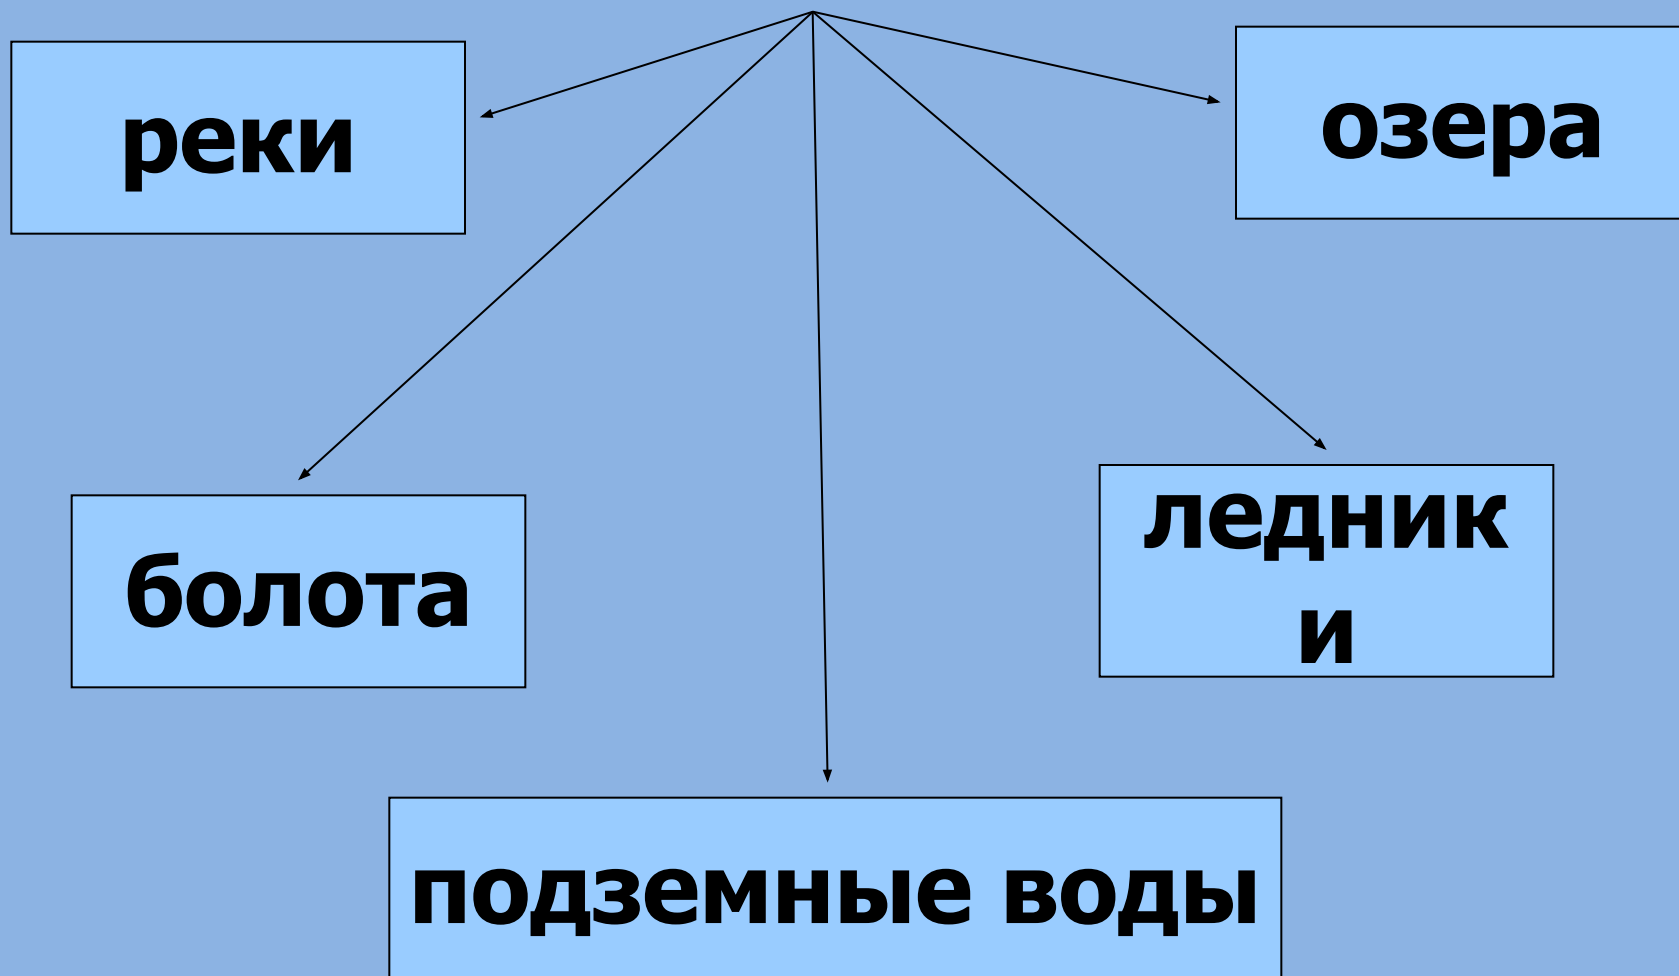 реки
озера
болота
ледник
и
подземные воды